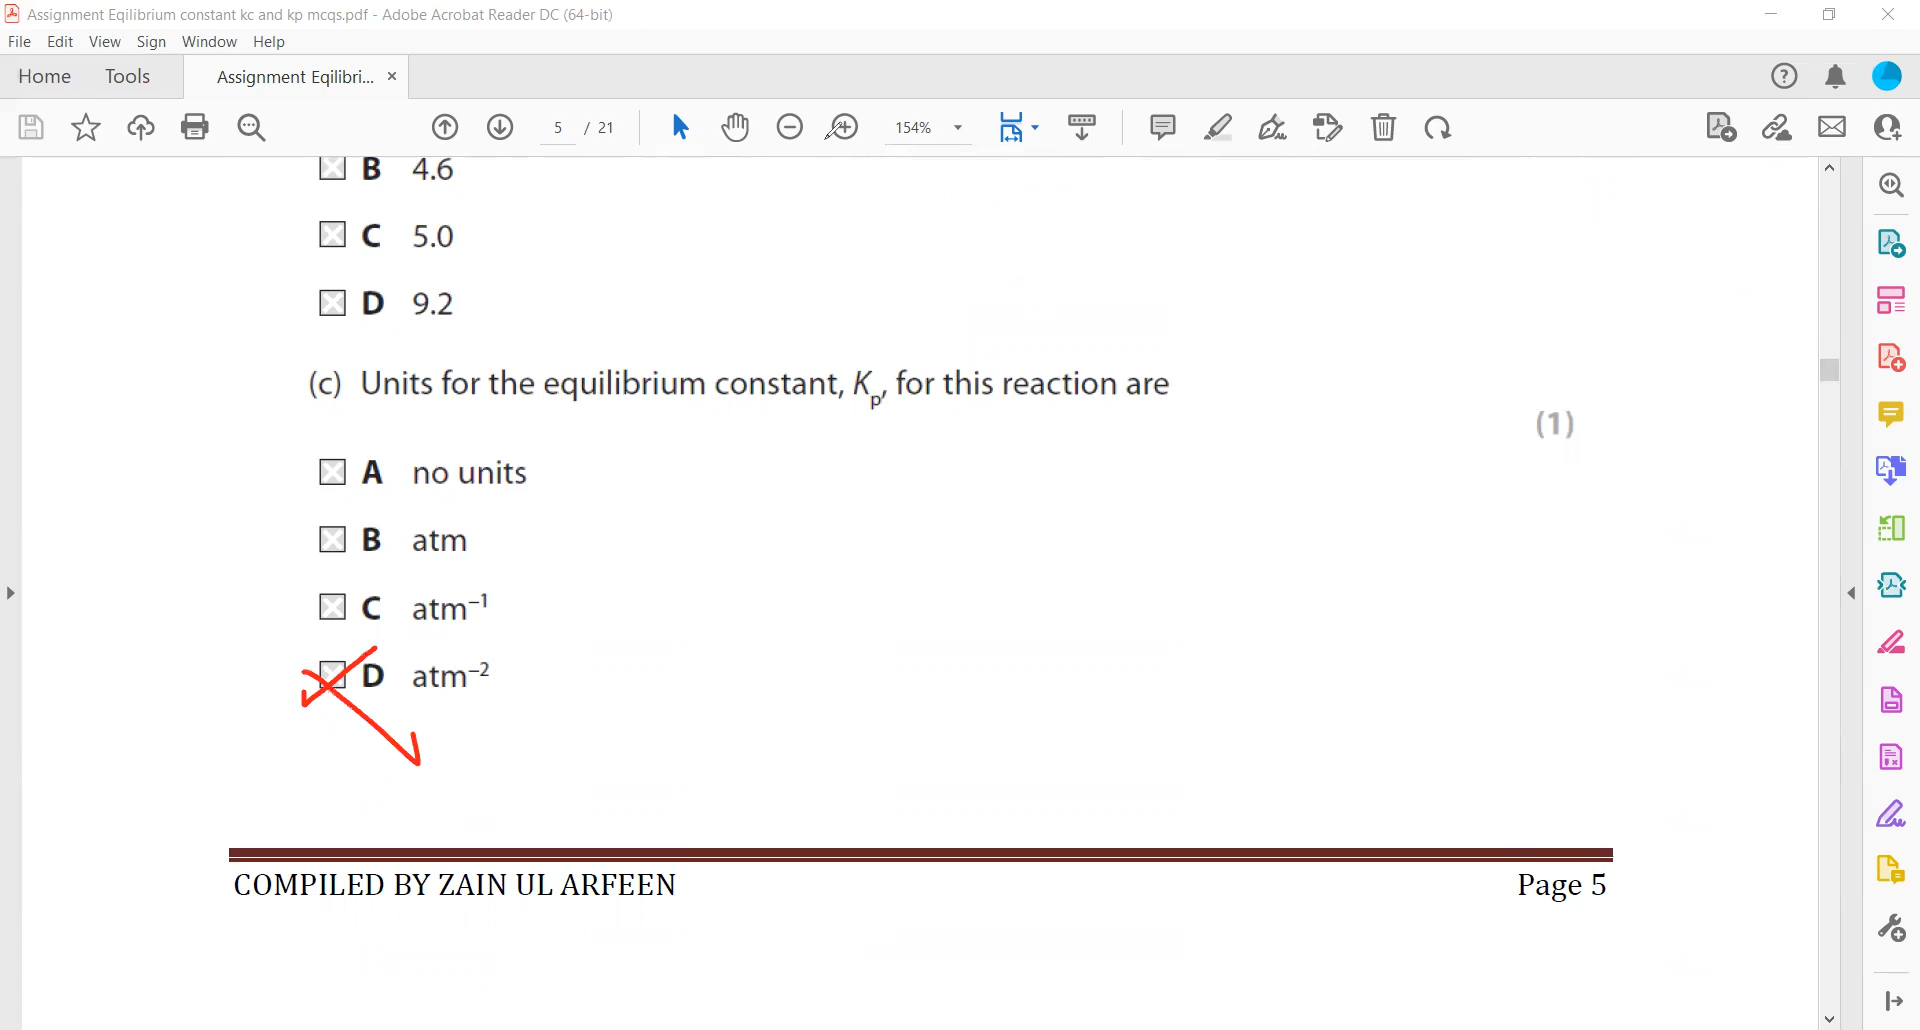 Assignment Eqilibrium constant kc and kp mcqs.pdf - Adobe Acrobat Reader DC (64-bit)
File Edit View Sign Window Help
Home Tools Assignment Eqilibri... ×
5 / 21 154%
B 4.6
C 5.0
D 9.2
(c) Units for the equilibrium constant, Kp, for this reaction are
(1)
A no units
B atm
C atm⁻¹
D atm⁻²
COMPILED BY ZAIN UL ARFEEN Page 5